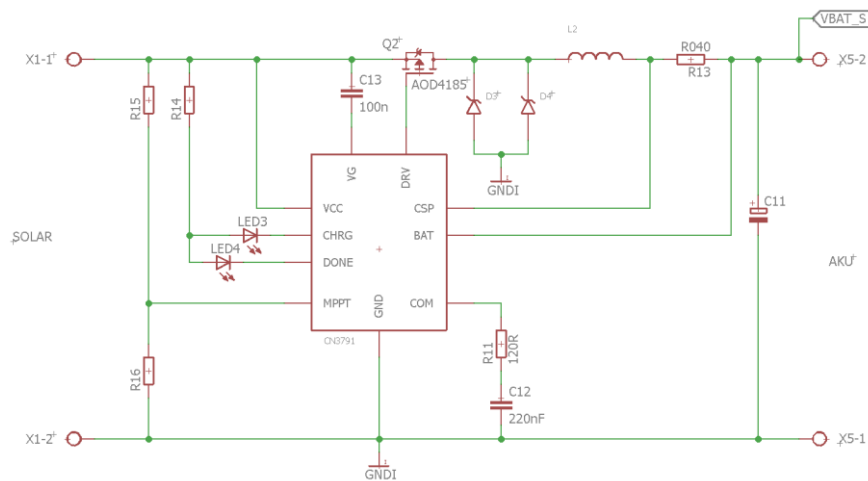 VBAT_S
L2
Q2
X1-1
R040
X5-2
R13
C13
R15
R14
AOD4185
100n
D3
D4
VG
DRV
GNDI
VCC
CSP
C11
LED3
SOLAR
CHRG
BAT
LED4
DONE
AKU
MPPT
GND
COM
CN3791
R11
120R
R16
C12
220nF
X1-2
X5-1
GNDI